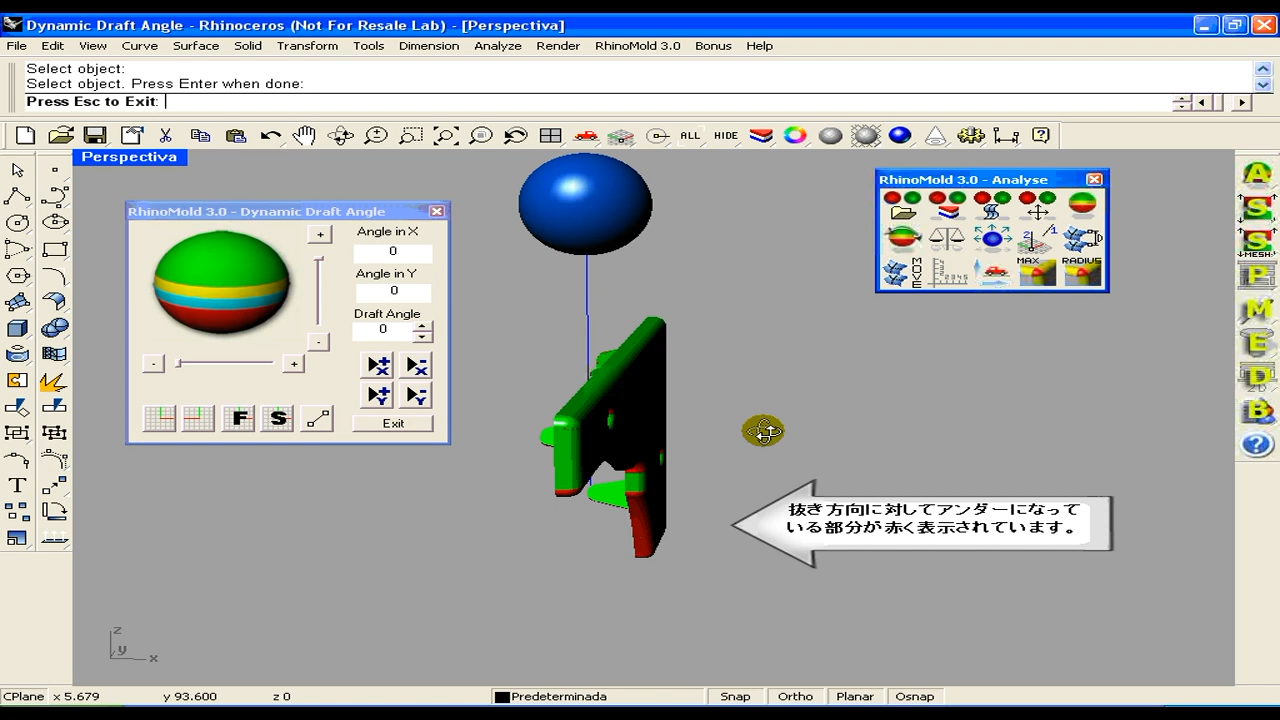 Dynamic Draft Angle - Rhinoceros (Not For Resale Lab) - [Perspectiva]
File Edit View Curve Surface Solid Transform Tools Dimension Analyze Render RhinoMold 3.0 Bonus Help
Select object:
Select object. Press Enter when done:
Press Esc to Exit:
ALL HIDE
Perspectiva
RhinoMold 3.0 - Dynamic Draft Angle
Angle in X
0
Angle in Y
0
Draft Angle
0
+
-
- +
X X
Y Y
F S
Exit
RhinoMold 3.0 - Analyse
2 1
MOVE
2345
MAX RADIUS
A
S
S
MESH
P
M
E
D
2D
B
?
T
抜き方向に対してアンダーになって
いる部分が赤く表示されています。
z
y x
CPlane x 5.679 y 93.600 z 0 Predeterminada Snap Ortho Planar Osnap